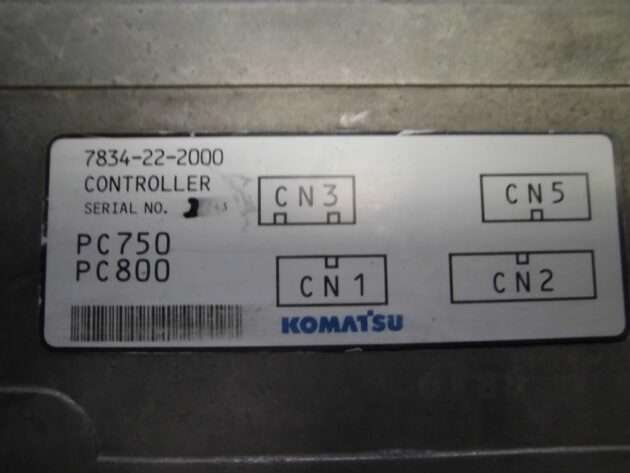 7834-22-2000
CONTROLLER
SERIAL NO.
PC750
PC800
CN3
CN5
CN1
CN2
KOMATSU